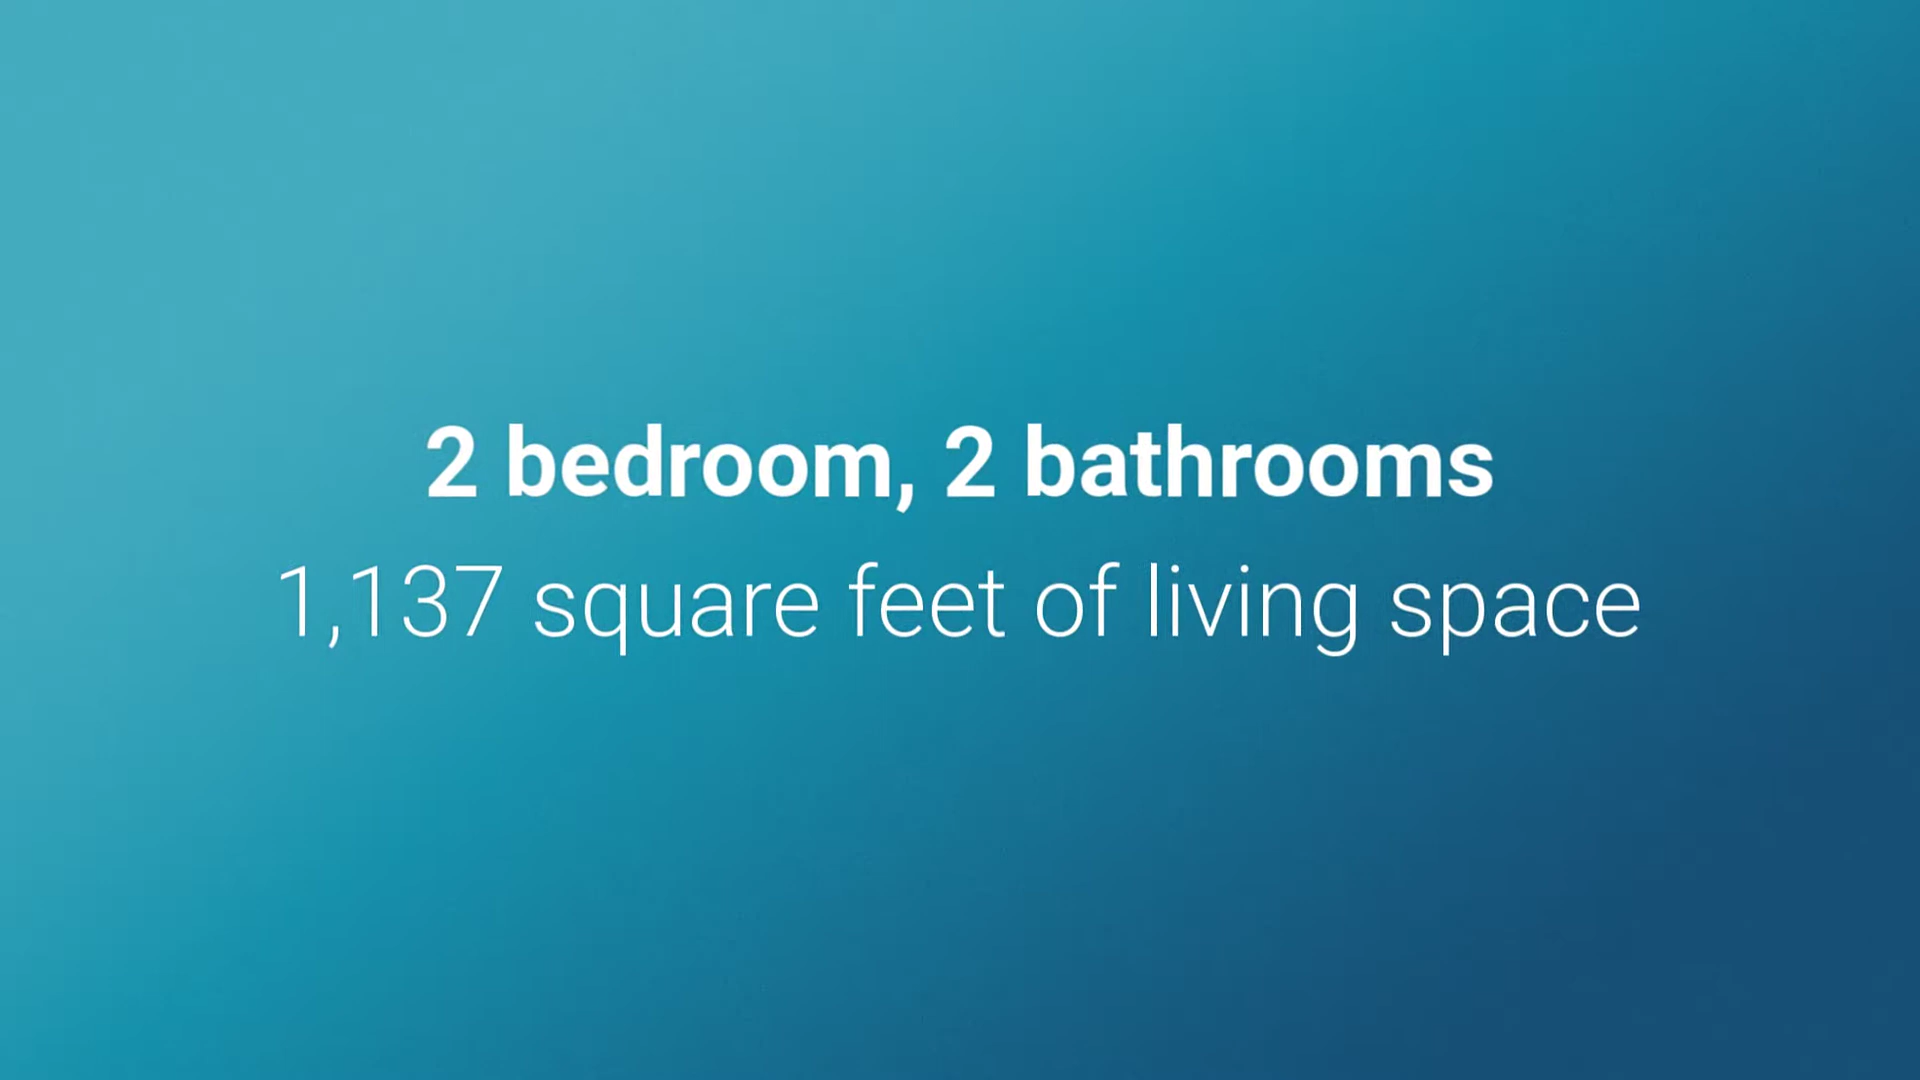 2 bedroom, 2 bathrooms
1,137 square feet of living space